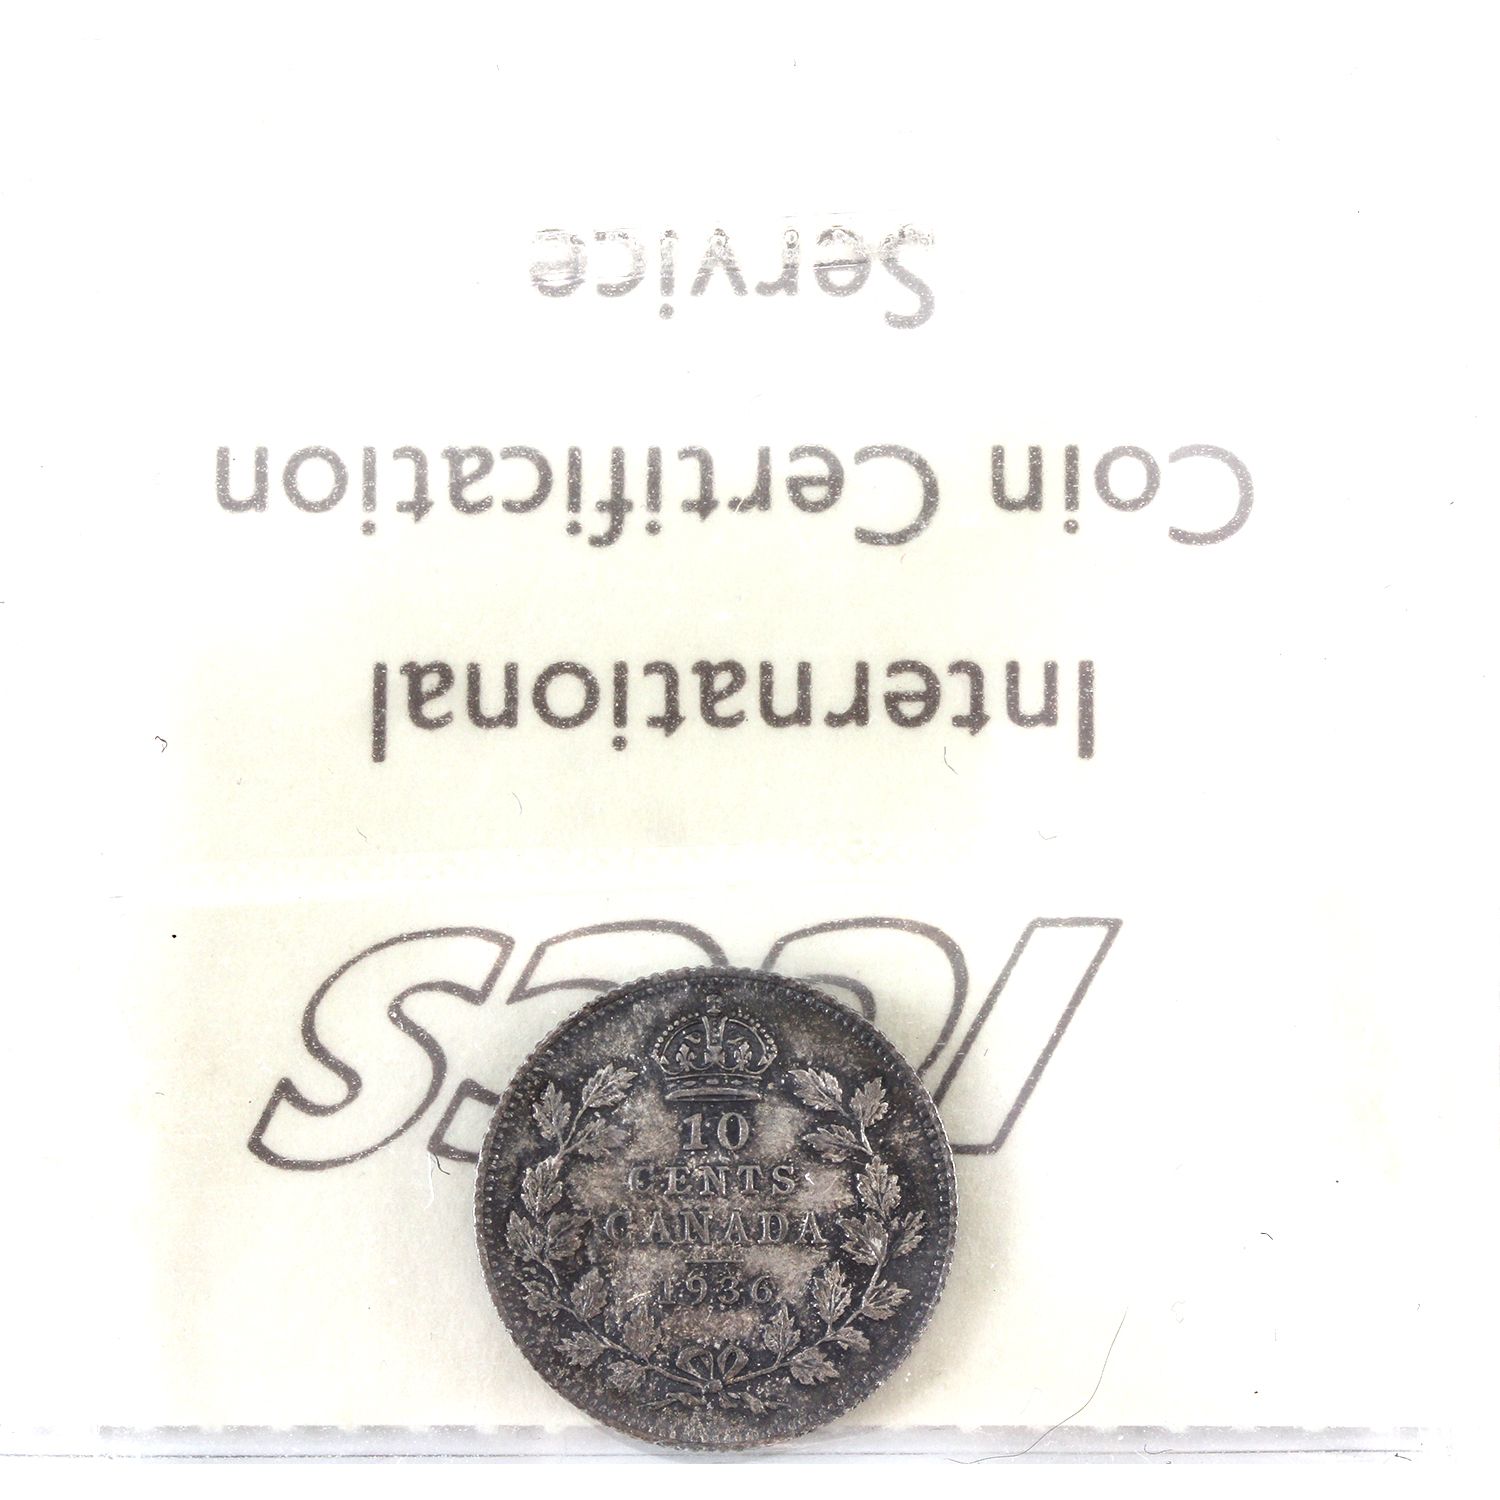 ICCS
International
Coin Certification
Service
10
CENTS
CANADA
1936